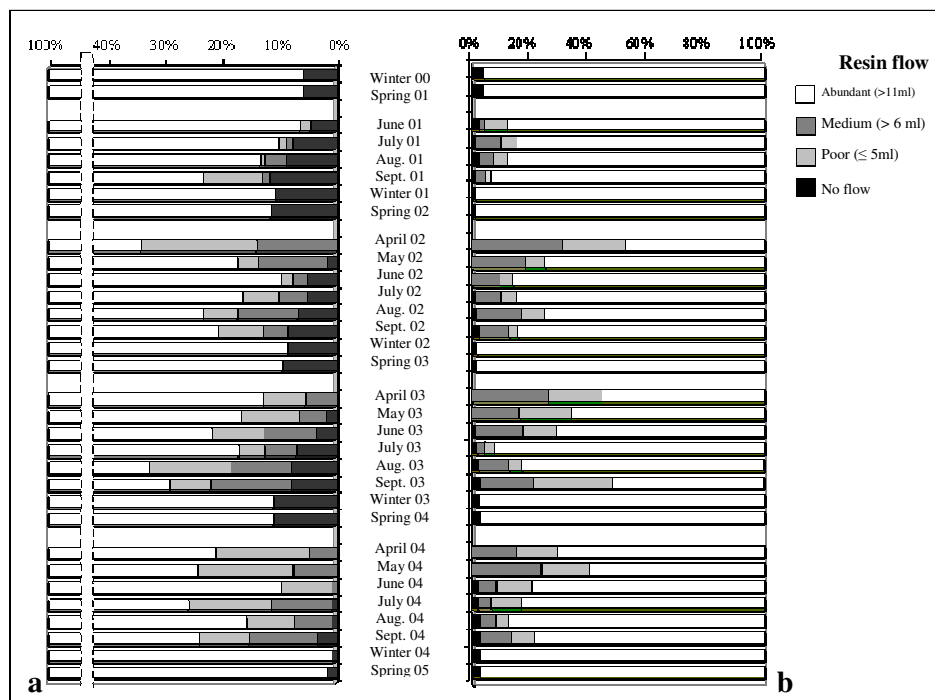 100% 40% 30% 20% 10% 0%
0% 20% 40% 60% 80% 100%
Resin flow
Abundant (>11ml)
Medium (> 6 ml)
Poor (≤ 5ml)
No flow
Winter 00
Spring 01
June 01
July 01
Aug. 01
Sept. 01
Winter 01
Spring 02
April 02
May 02
June 02
July 02
Aug. 02
Sept. 02
Winter 02
Spring 03
April 03
May 03
June 03
July 03
Aug. 03
Sept. 03
Winter 03
Spring 04
April 04
May 04
June 04
July 04
Aug. 04
Sept. 04
Winter 04
Spring 05
a
b